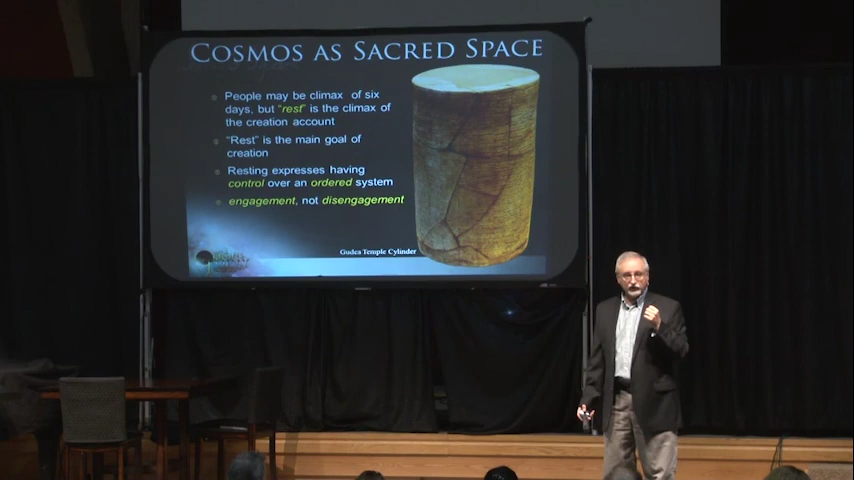 COSMOS AS SACRED SPACE
People may be climax of six
days, but "rest" is the climax of
the creation account
"Rest" is the main goal of
creation
Resting expresses having
control over an ordered system
engagement, not disengagement
Gudea Temple Cylinder